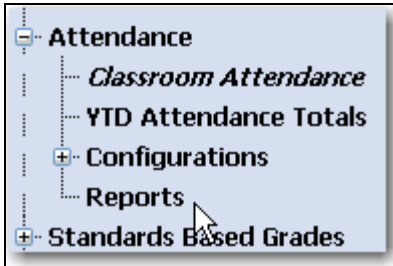 Attendance
Classroom Attendance
YTD Attendance Totals
Configurations
Reports
Standards Based Grades